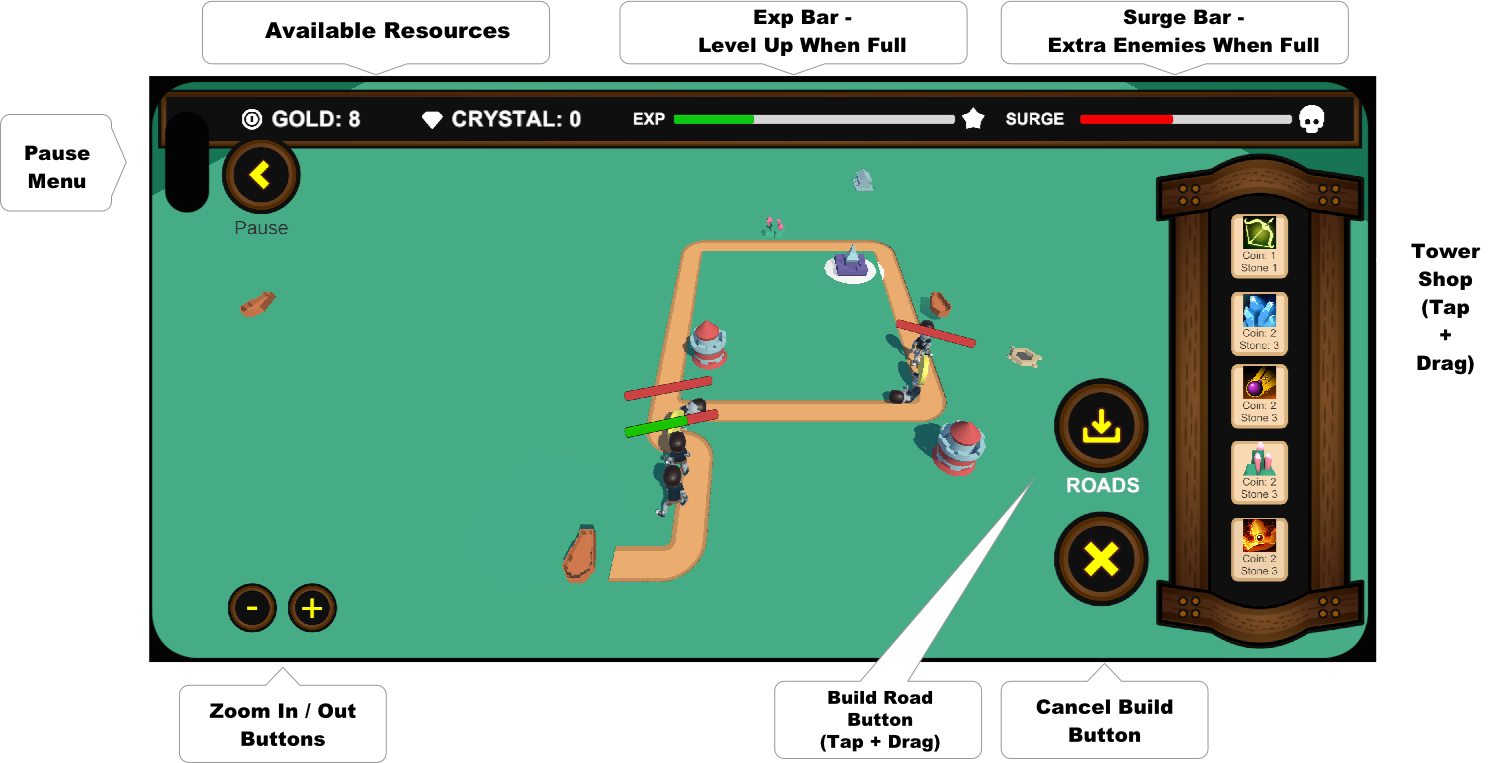 Available Resources
Exp Bar -
Level Up When Full
Surge Bar -
Extra Enemies When Full
GOLD: 8
CRYSTAL: 0
EXP
SURGE
Pause
Menu
Pause
Coin: 1
Stone 1
Coin: 2
Stone: 3
Coin: 2
Stone 3
Coin: 2
Stone 3
Coin: 2
Stone 3
Tower
Shop
(Tap
+
Drag)
ROADS
- +
Zoom In / Out
Buttons
Build Road
Button
(Tap + Drag)
Cancel Build
Button